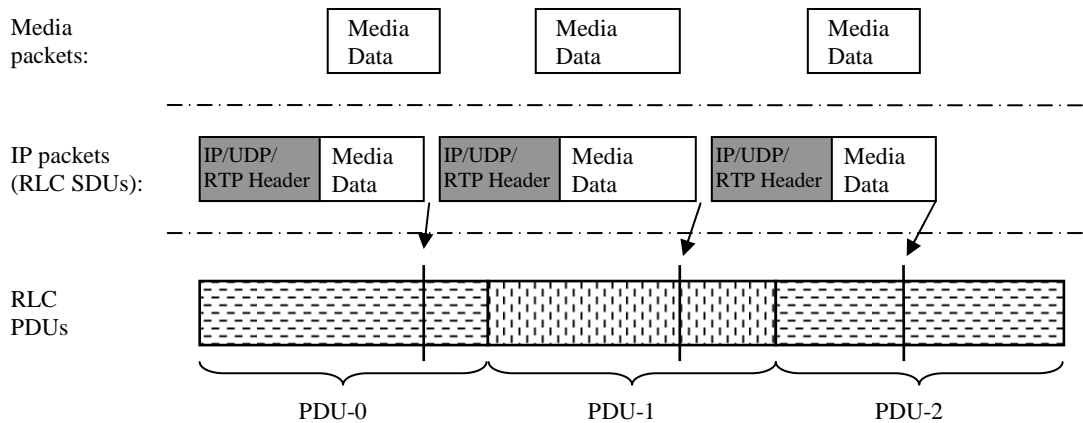 Media
packets:
Media
Data
Media
Data
Media
Data
IP packets
(RLC SDUs):
IP/UDP/
RTP Header
Media
Data
IP/UDP/
RTP Header
Media
Data
IP/UDP/
RTP Header
Media
Data
RLC
PDUs
PDU-0
PDU-1
PDU-2